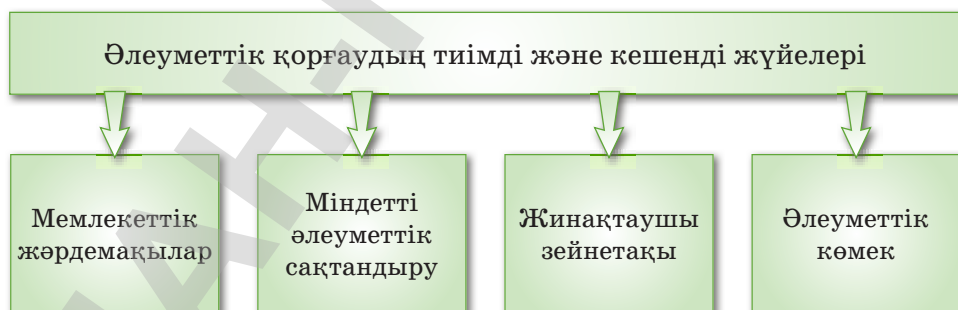 Әлеуметтік қорғаудың тиімді және кешенді жүйелері
Мемлекеттік
жәрдемақылар
Міндетті
әлеуметтік
сақтандыру
Жинақтаушы
зейнетақы
Әлеуметтік
көмек